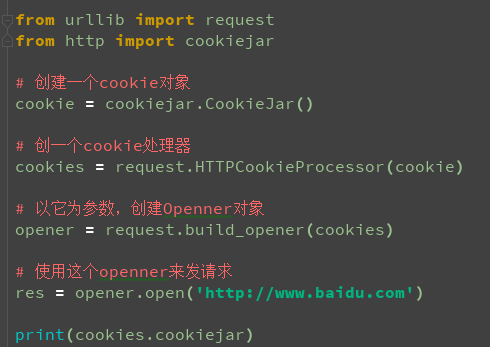 from urllib import request
from http import cookiejar
# 创建一个cookie对象
cookie = cookiejar.CookieJar()
# 创一个cookie处理器
cookies = request.HTTPCookieProcessor(cookie)
# 以它为参数，创建Openner对象
opener = request.build_opener(cookies)
# 使用这个openner来发请求
res = opener.open('http://www.baidu.com')
print(cookies.cookiejar)